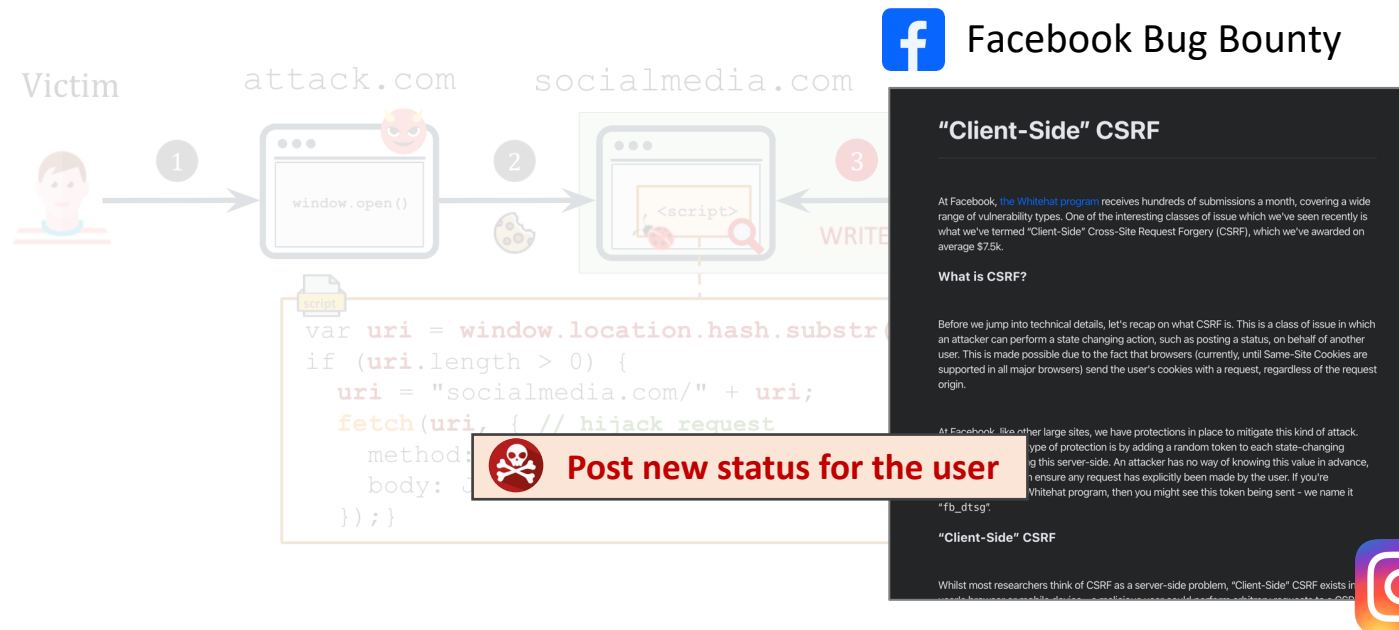 Facebook Bug Bounty
Victim
attack.com
socialmedia.com
1
2
3
window.open()
<script>
WRITE
script
var uri = window.location.hash.substr(
if (uri.length > 0) {
uri = "socialmedia.com/" + uri;
fetch(uri, { // hijack request
method:
body: J
});}
Post new status for the user
"Client-Side" CSRF
At Facebook, the Whitehat program receives hundreds of submissions a month, covering a wide
range of vulnerability types. One of the interesting classes of issue which we've seen recently is
what we've termed "Client-Side" Cross-Site Request Forgery (CSRF), which we've awarded on
average $7.5k.
What is CSRF?
Before we jump into technical details, let's recap on what CSRF is. This is a class of issue in which
an attacker can perform a state changing action, such as posting a status, on behalf of another
user. This is made possible due to the fact that browsers (currently, until Same-Site Cookies are
supported in all major browsers) send the user's cookies with a request, regardless of the request
origin.
At Facebook, like other large sites, we have protections in place to mitigate this kind of attack.
type of protection is by adding a random token to each state-changing
this server-side. An attacker has no way of knowing this value in advance,
ensure any request has explicitly been made by the user. If you're
Whitehat program, then you might see this token being sent - we name it
"fb_dtsg".
"Client-Side" CSRF
Whilst most researchers think of CSRF as a server-side problem, "Client-Side" CSRF exists in